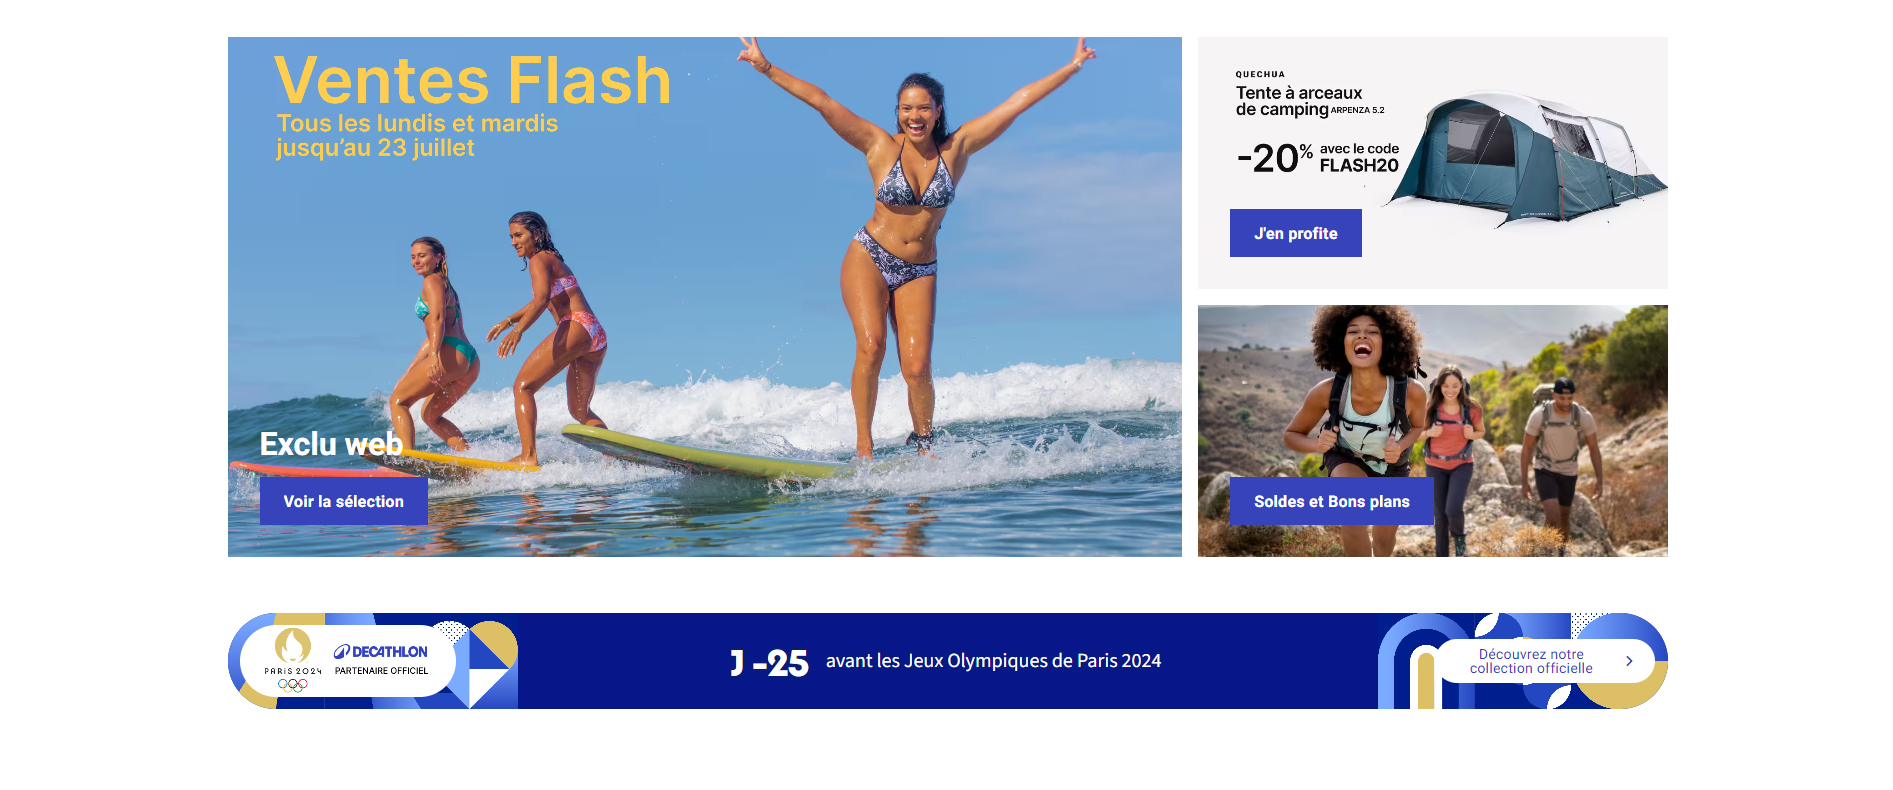 Ventes Flash
Tous les lundis et mardis
jusqu'au 23 juillet
Exclu web
Voir la sélection
QUECHUA
Tente à arceaux
de camping ARPENZA 5.2
-20% avec le code
FLASH20
J'en profite
Soldes et Bons plans
PARIS 2024
DECATHLON
PARTENAIRE OFFICIEL
J -25 avant les Jeux Olympiques de Paris 2024
Découvrez notre
collection officielle